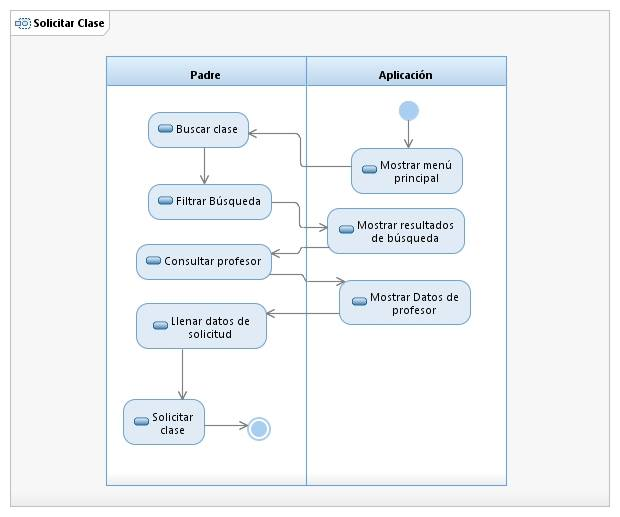 Solicitar Clase
Padre
Aplicación
Buscar clase
Mostrar menú
principal
Filtrar Búsqueda
Mostrar resultados
de búsqueda
Consultar profesor
Mostrar Datos de
profesor
Llenar datos de
solicitud
Solicitar
clase